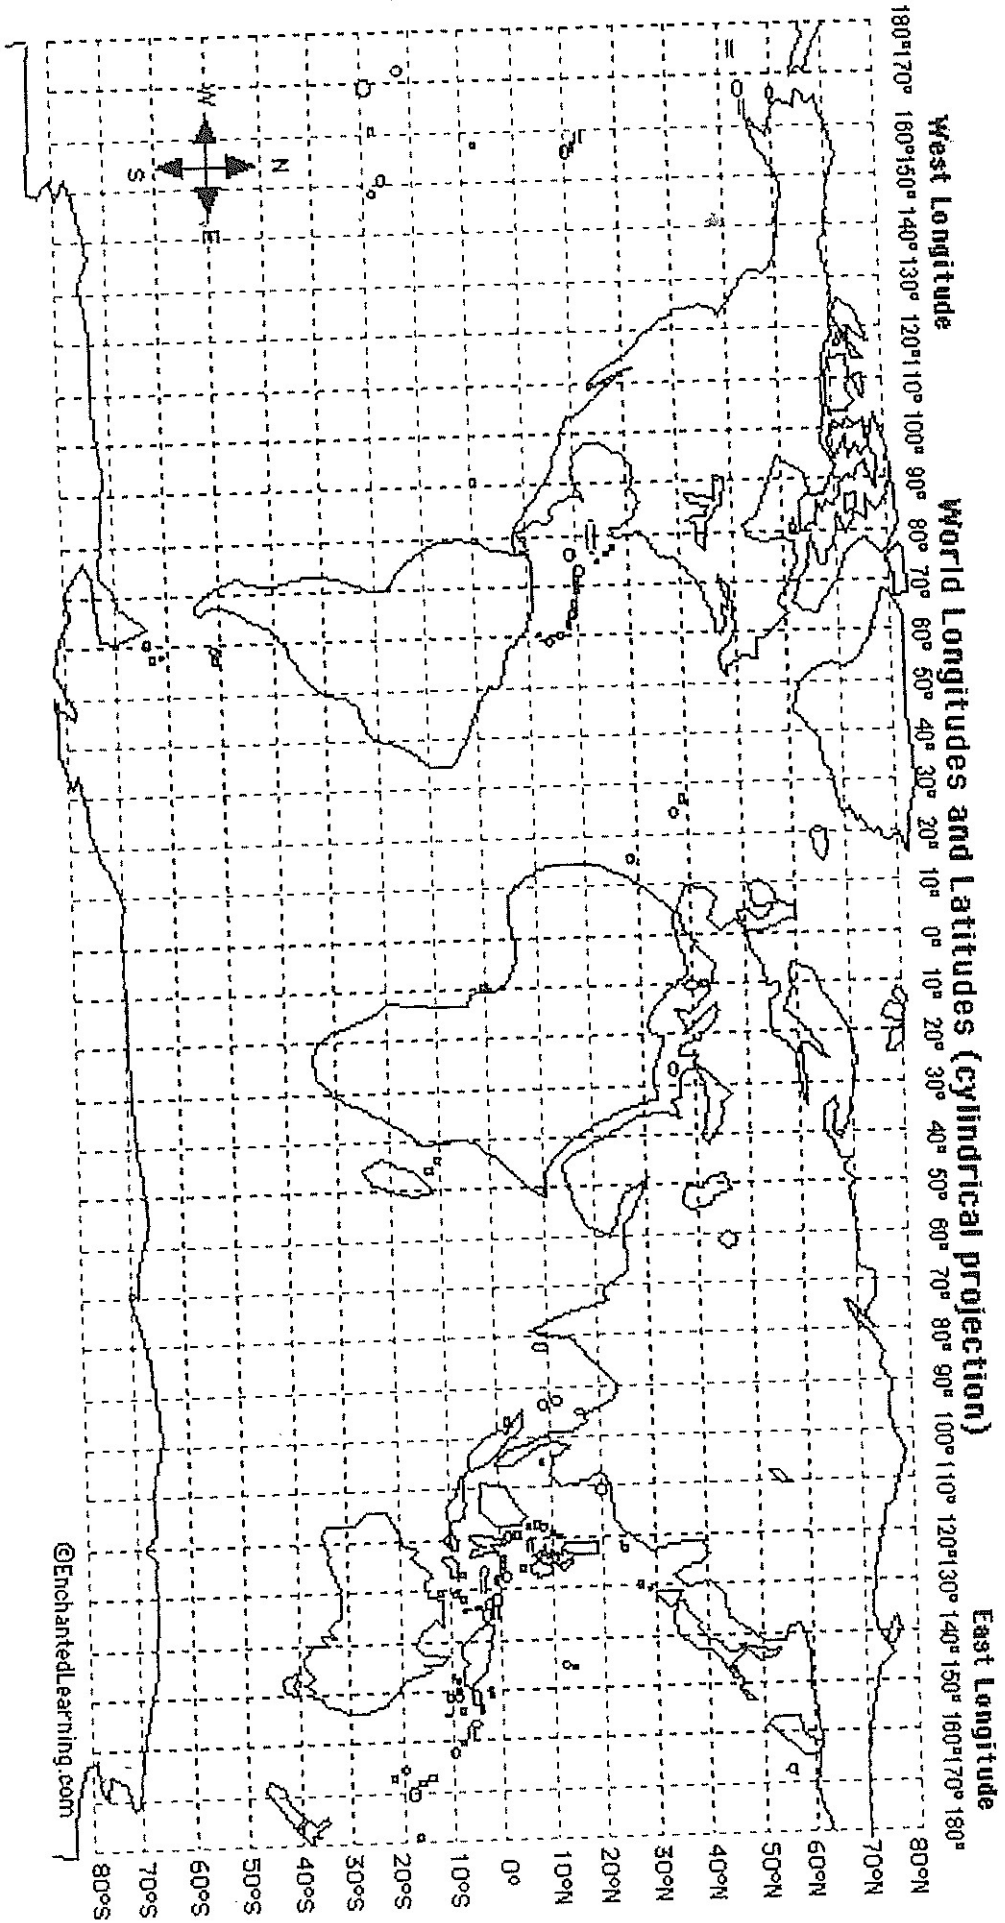 World Longitudes and Latitudes (cylindrical projection)
West Longitude
East Longitude
180°170° 160°150° 140° 130° 120°110° 100° 90° 80° 70° 60° 50° 40° 30° 20° 10° 0° 10° 20° 30° 40° 50° 60° 70° 80° 90° 100°110° 120°130° 140°150° 160°170°180°
80°N
70°N
60°N
50°N
40°N
30°N
20°N
10°N
0°
10°S
20°S
30°S
40°S
50°S
60°S
70°S
80°S
N
W
E
S
©EnchantedLearning.com